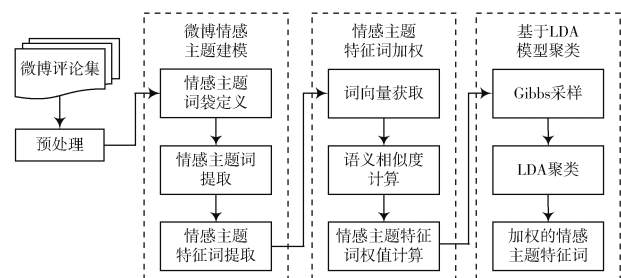 微博评论集
预处理
微博情感
主题建模
情感主题
词袋定义
情感主题词
提取
情感主题
特征词提取
情感主题
特征词加权
词向量获取
语义相似度
计算
情感主题特征
词权值计算
基于LDA
模型聚类
Gibbs采样
LDA聚类
加权的情感
主题特征词